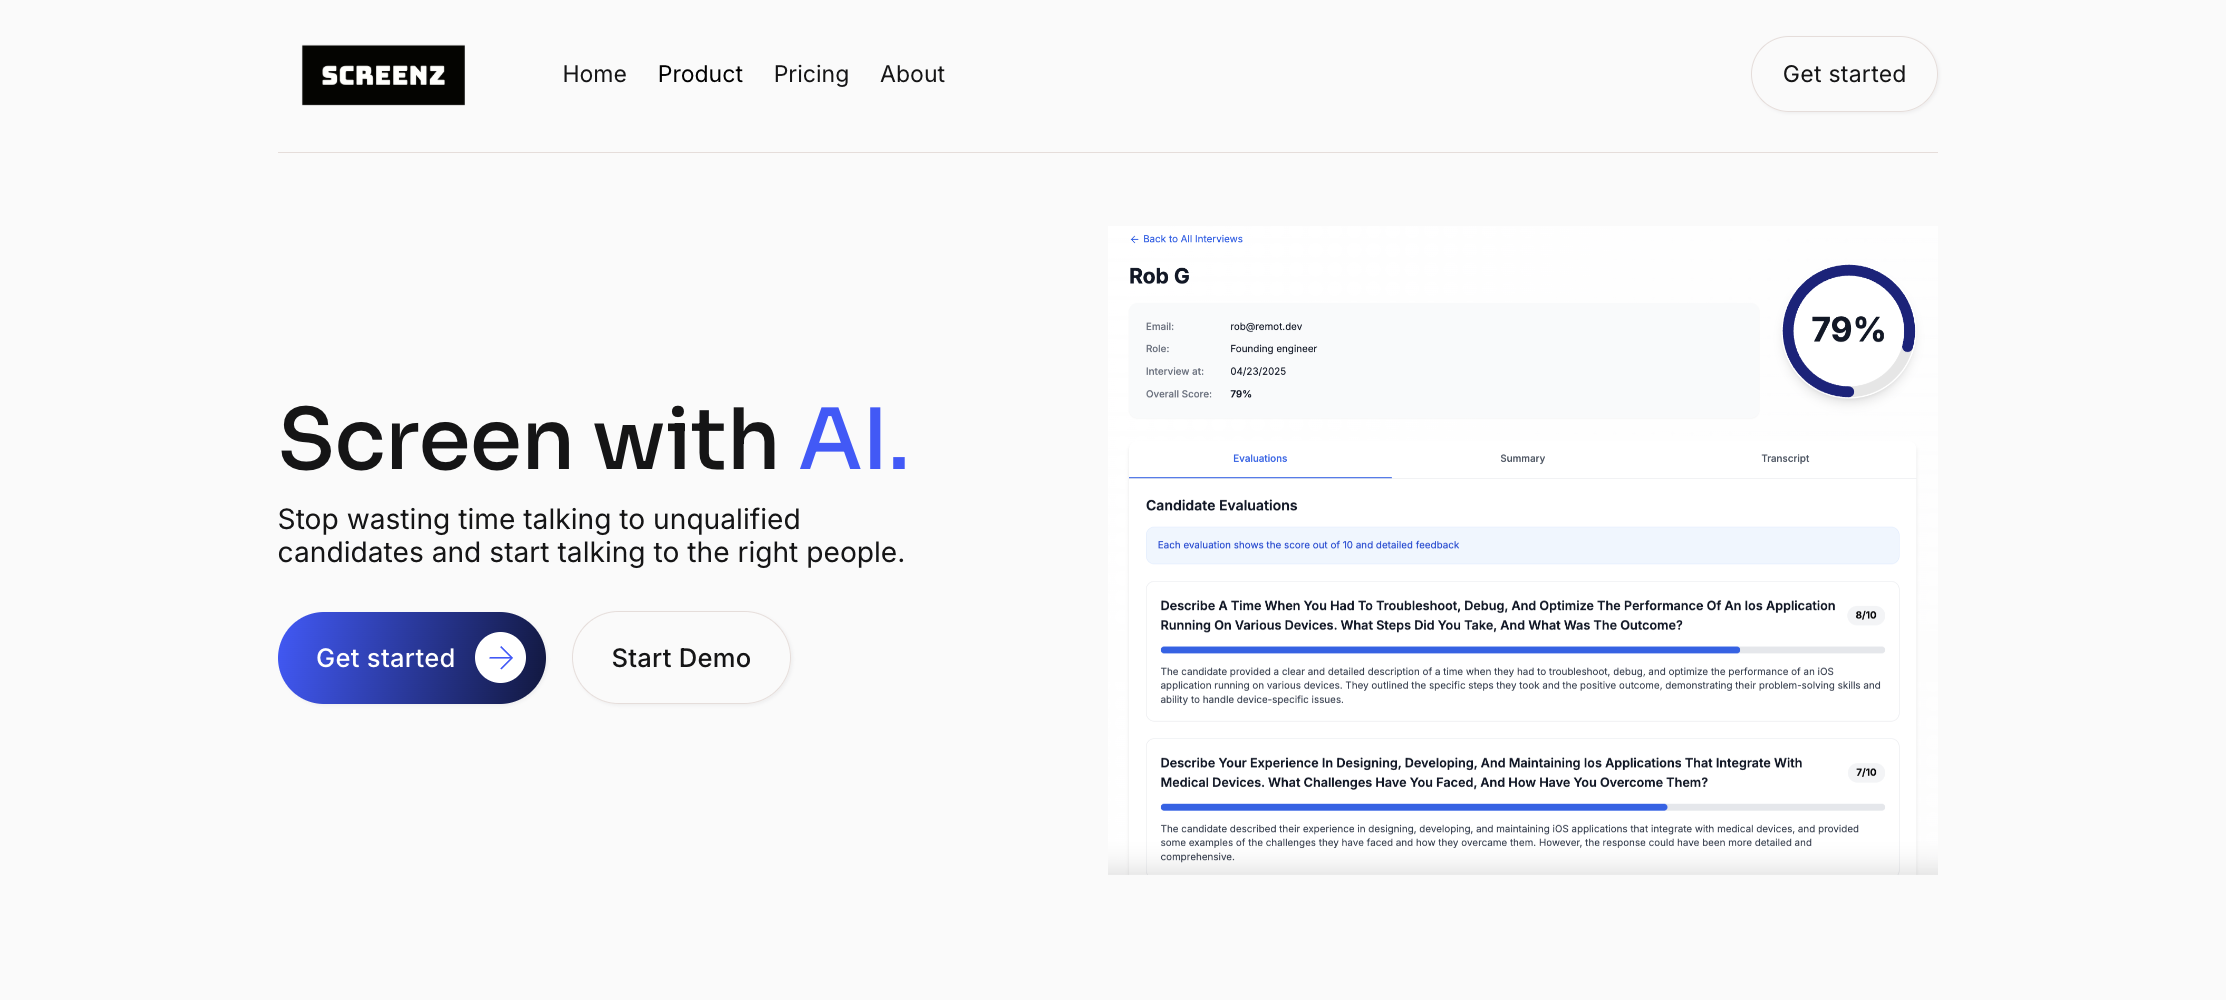 SCREENZ
Home
Product
Pricing
About
Get started
Screen with AI.
Stop wasting time talking to unqualified
candidates and start talking to the right people.
Get started
Start Demo
← Back to All Interviews
Rob G
Email: rob@remot.dev
Role: Founding engineer
Interview at: 04/23/2025
Overall Score: 79%
79%
Evaluations
Summary
Transcript
Candidate Evaluations
Each evaluation shows the score out of 10 and detailed feedback
Describe A Time When You Had To Troubleshoot, Debug, And Optimize The Performance Of An Ios Application
Running On Various Devices. What Steps Did You Take, And What Was The Outcome?
8/10
The candidate provided a clear and detailed description of a time when they had to troubleshoot, debug, and optimize the performance of an iOS
application running on various devices. They outlined the specific steps they took and the positive outcome, demonstrating their problem-solving skills and
ability to handle device-specific issues.
Describe Your Experience In Designing, Developing, And Maintaining Ios Applications That Integrate With
Medical Devices. What Challenges Have You Faced, And How Have You Overcome Them?
7/10
The candidate described their experience in designing, developing, and maintaining iOS applications that integrate with medical devices, and provided
some examples of the challenges they have faced and how they overcame them. However, the response could have been more detailed and
comprehensive.